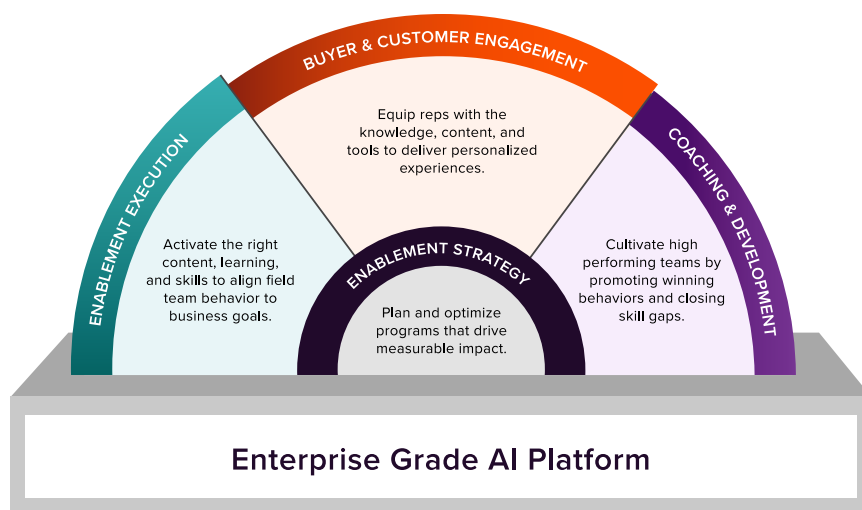 BUYER & CUSTOMER ENGAGEMENT
Equip reps with the
knowledge, content, and
tools to deliver personalized
experiences.
ENABLEMENT EXECUTION
Activate the right
content, learning,
and skills to align field
team behavior to
business goals.
ENABLEMENT STRATEGY
Plan and optimize
programs that drive
measurable impact.
COACHING & DEVELOPMENT
Cultivate high
performing teams by
promoting winning
behaviors and closing
skill gaps.
Enterprise Grade AI Platform